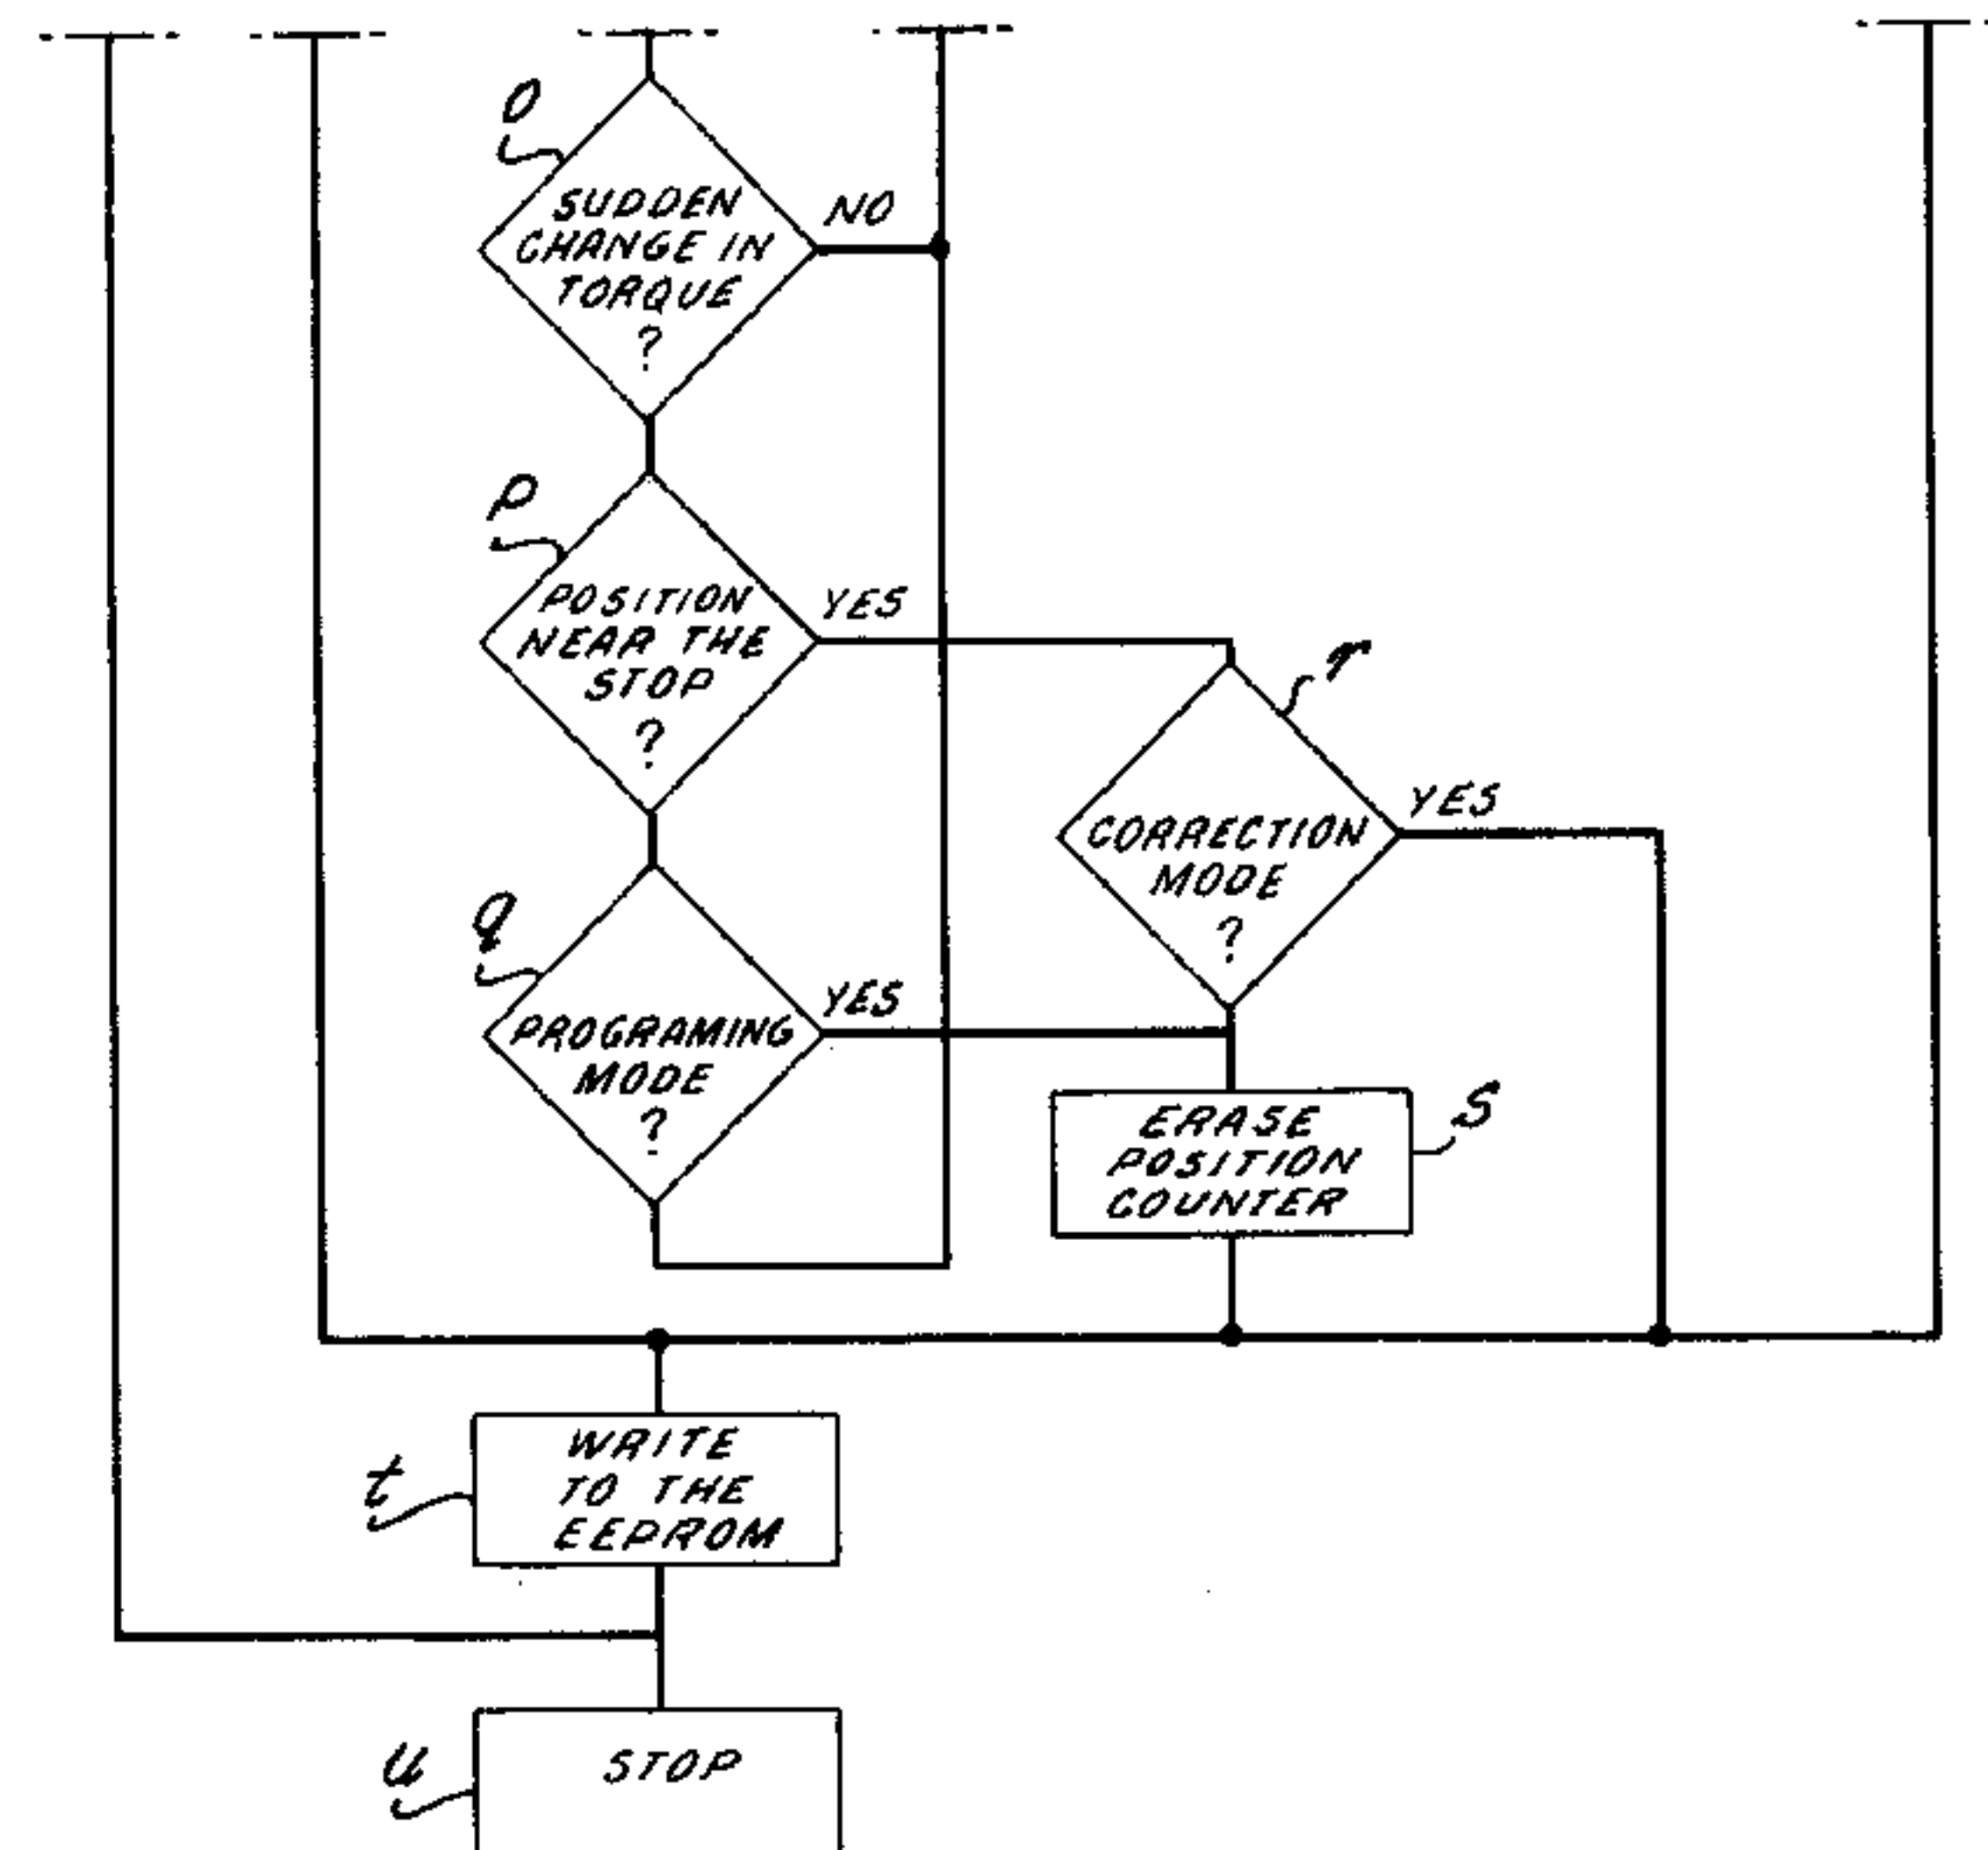 O
SUDDEN
CHANGE IN
TORQUE
?
NO
P
POSITION
NEAR THE
STOP
?
YES
r
CORRECTION
MODE
?
YES
q
PROGRAMING
MODE
?
YES
ERASE
POSITION
COUNTER
S
WRITE
TO THE
EEPROM
t
STOP
u